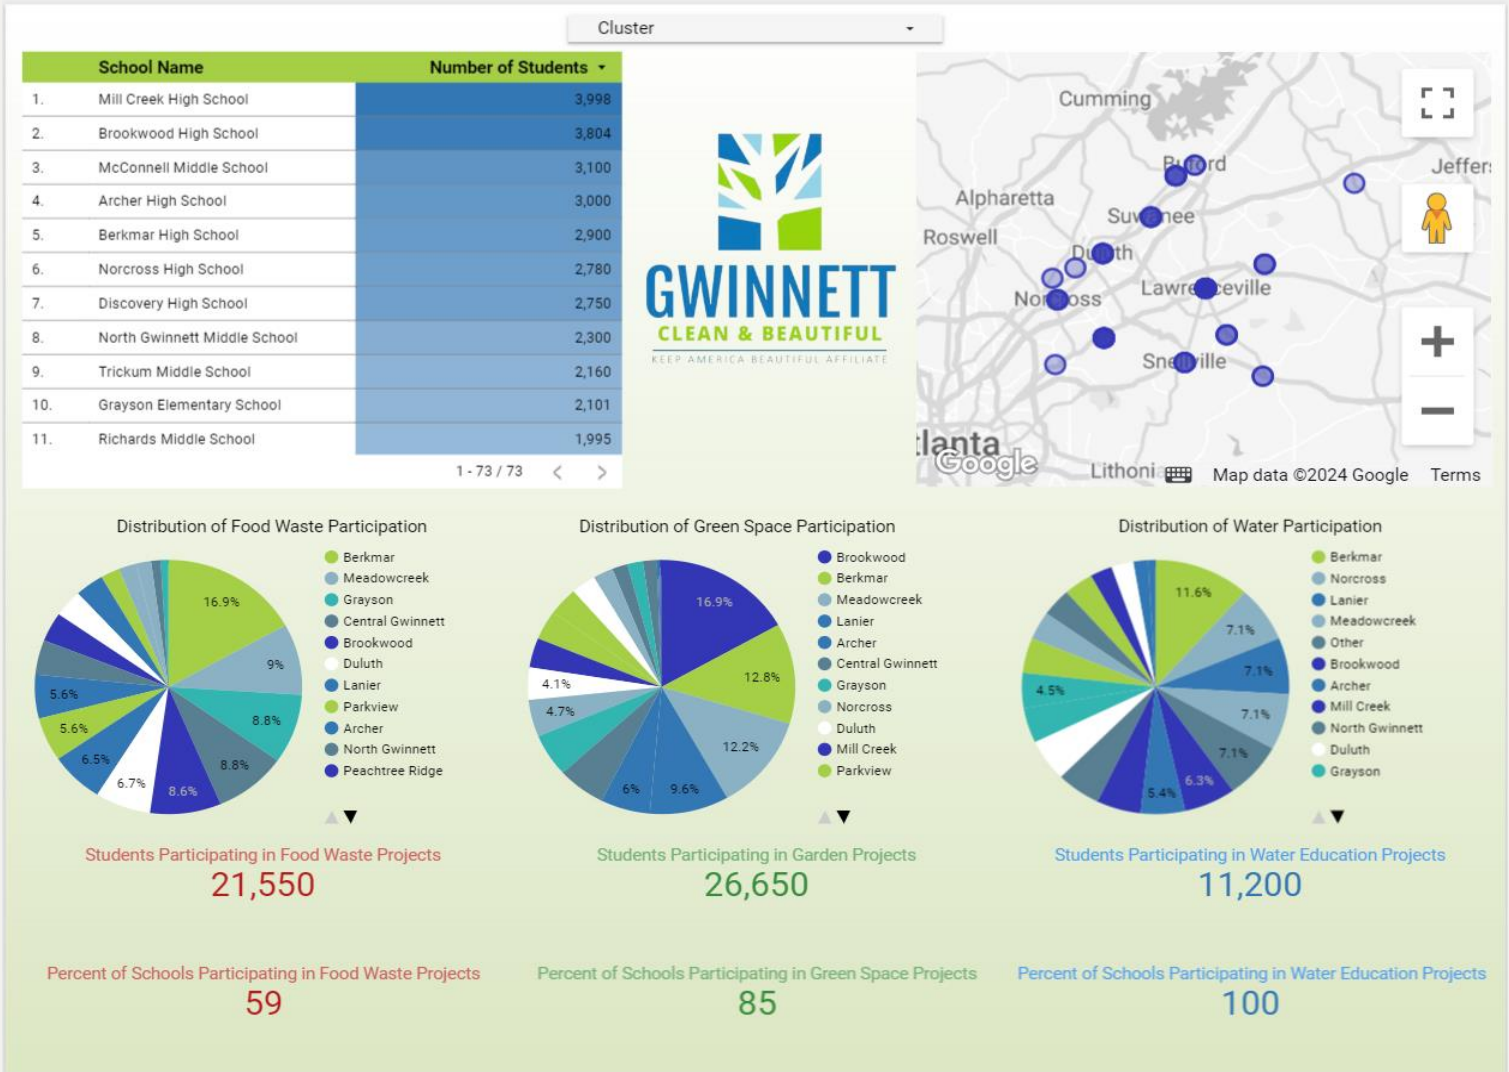 Cluster
School Name Number of Students
1. Mill Creek High School 3,998
2. Brookwood High School 3,804
3. McConnell Middle School 3,100
4. Archer High School 3,000
5. Berkmar High School 2,900
6. Norcross High School 2,780
7. Discovery High School 2,750
8. North Gwinnett Middle School 2,300
9. Trickum Middle School 2,160
10. Grayson Elementary School 2,101
11. Richards Middle School 1,995
1 - 73 / 73
GWINNETT
CLEAN & BEAUTIFUL
KEEP AMERICA BEAUTIFUL AFFILIATE
Cumming
Buford
Jeffer
Alpharetta
Suwanee
Roswell
Duluth
Lawrenceville
Norcross
Snellville
tlanta
Google
Lithoni
Map data ©2024 Google Terms
Distribution of Food Waste Participation
16.9%
9%
8.8%
8.8%
8.6%
6.7%
6.5%
5.6%
5.6%
Berkmar
Meadowcreek
Grayson
Central Gwinnett
Brookwood
Duluth
Lanier
Parkview
Archer
North Gwinnett
Peachtree Ridge
Distribution of Green Space Participation
16.9%
12.8%
12.2%
9.6%
6%
4.7%
4.1%
Brookwood
Berkmar
Meadowcreek
Lanier
Archer
Central Gwinnett
Grayson
Norcross
Duluth
Mill Creek
Parkview
Distribution of Water Participation
11.6%
7.1%
7.1%
7.1%
7.1%
6.3%
5.4%
4.5%
Berkmar
Norcross
Lanier
Meadowcreek
Other
Brookwood
Archer
Mill Creek
North Gwinnett
Duluth
Grayson
Students Participating in Food Waste Projects
21,550
Students Participating in Garden Projects
26,650
Students Participating in Water Education Projects
11,200
Percent of Schools Participating in Food Waste Projects
59
Percent of Schools Participating in Green Space Projects
85
Percent of Schools Participating in Water Education Projects
100